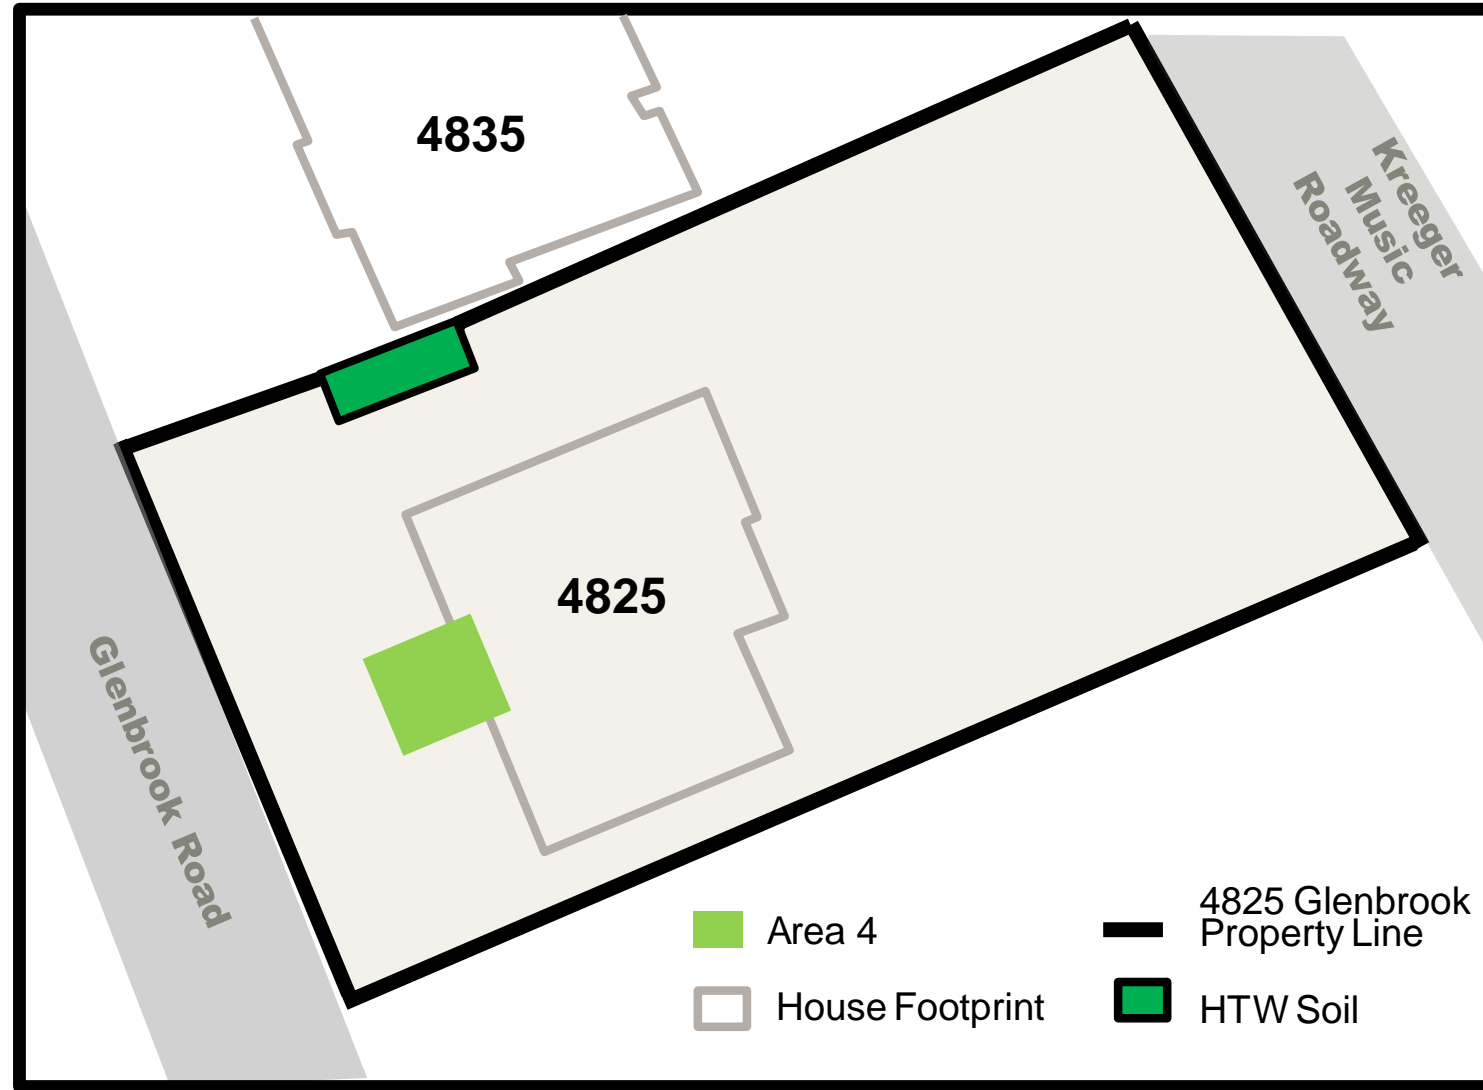 4835
Kreeger
Music
Roadway
4825
Glenbrook Road
Area 4
4825 Glenbrook
Property Line
House Footprint
HTW Soil